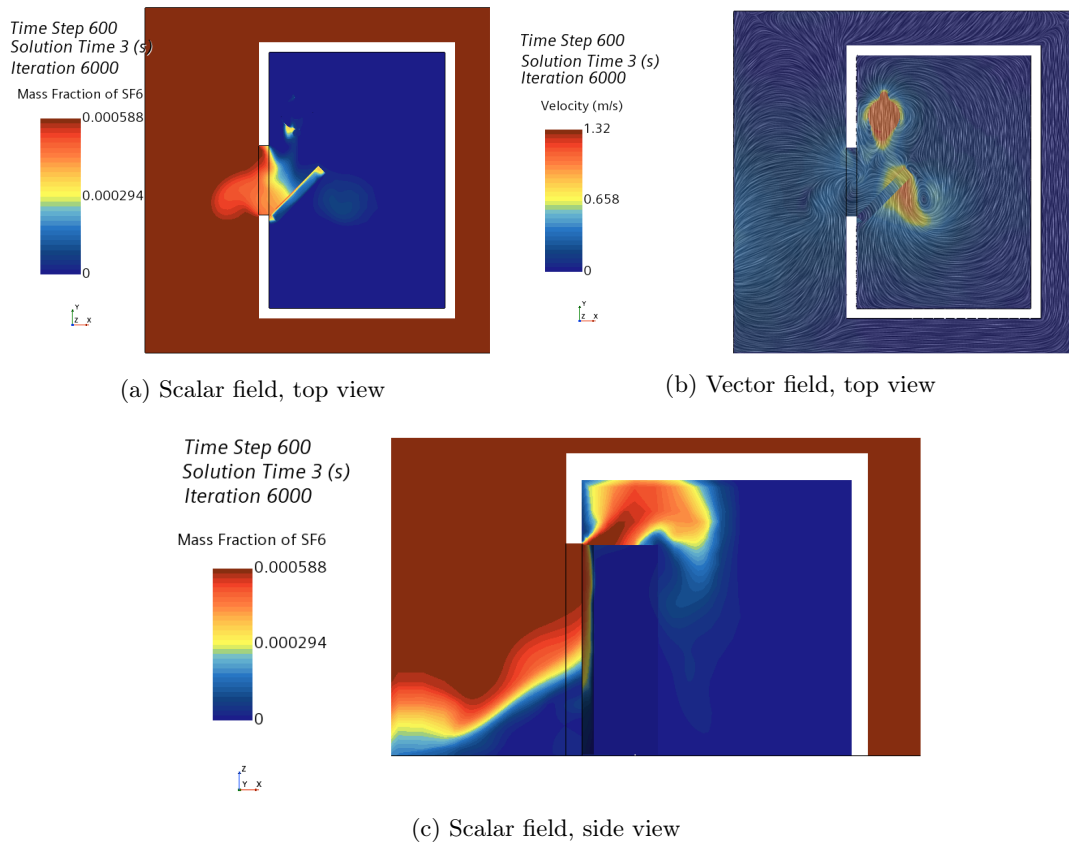 Time Step 600
Solution Time 3 (s)
Iteration 6000
Mass Fraction of SF6
0.000588
0.000294
0
Y
Z X
(a) Scalar field, top view
Time Step 600
Solution Time 3 (s)
Iteration 6000
Velocity (m/s)
1.32
0.658
0
Y
Z X
(b) Vector field, top view
Time Step 600
Solution Time 3 (s)
Iteration 6000
Mass Fraction of SF6
0.000588
0.000294
0
Z
Y X
(c) Scalar field, side view